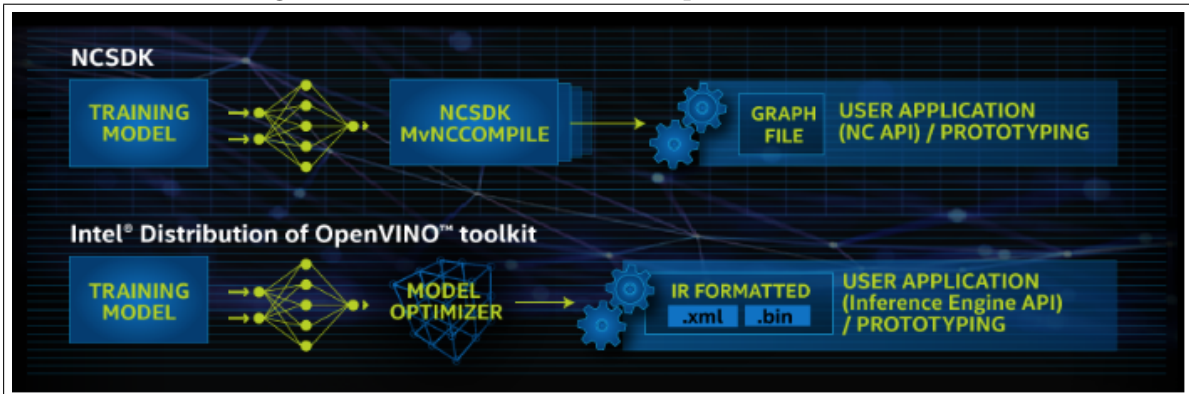 NCSDK
TRAINING
MODEL
NCSDK
MvNCCOMPILE
GRAPH
FILE
USER APPLICATION
(NC API) / PROTOTYPING
Intel® Distribution of OpenVINO™ toolkit
TRAINING
MODEL
MODEL
OPTIMIZER
IR FORMATTED
.xml .bin
USER APPLICATION
(Inference Engine API)
/ PROTOTYPING